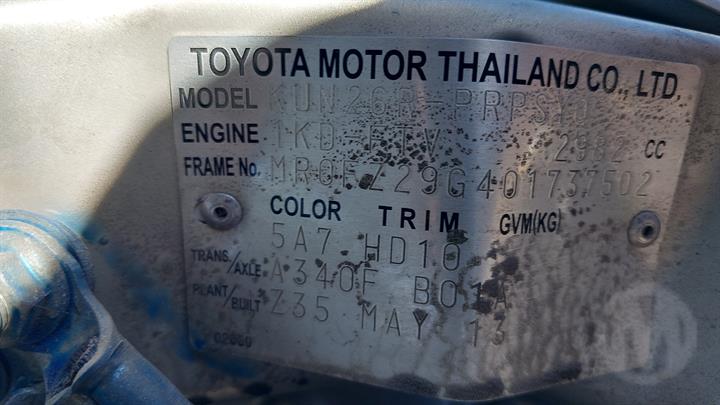 TOYOTA MOTOR THAILAND CO., LTD.
MODEL KUN26R-PRPSY
ENGINE 1KD-FTV 2982 CC
FRAME No. MR0FZ29G401737502
COLOR TRIM GVM(KG)
5A7 HD10
TRANS/AXLE A340F B01A
PLANT/BUILT Z35 MAY 13